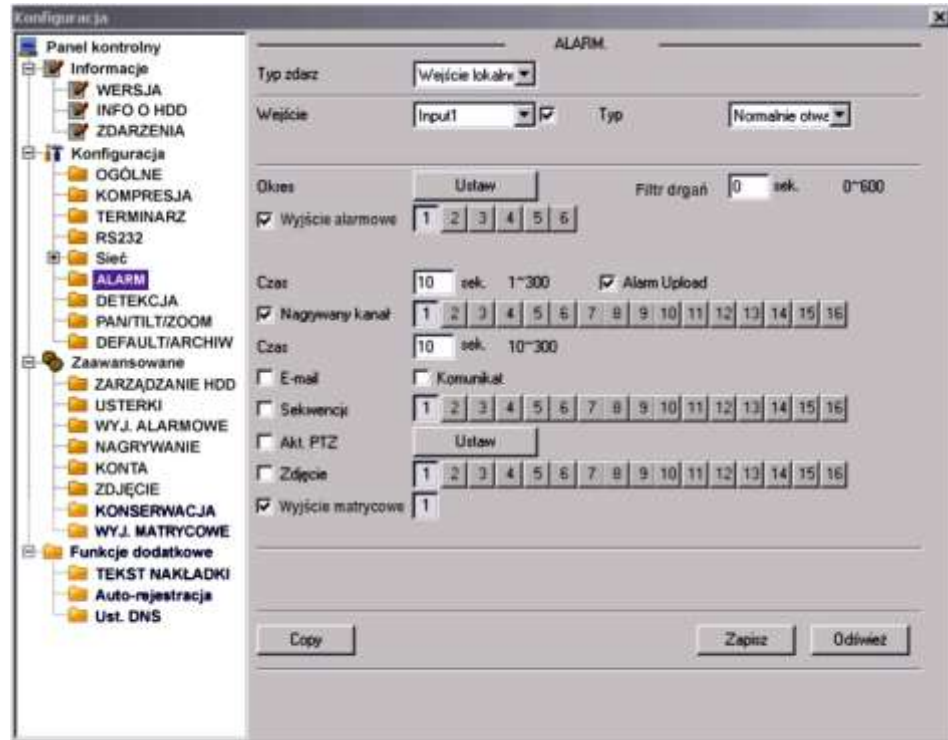 Konfiguracja
Panel kontrolny
Informacje
WERSJA
INFO O HDD
ZDARZENIA
Konfiguracja
OGÓLNE
KOMPRESJA
TERMINARZ
RS232
Sieć
ALARM
DETEKCJA
PAN/TILT/ZOOM
DEFAULT/ARCHIW
Zaawansowane
ZARZĄDZANIE HDD
USTERKI
WYJ. ALARMOWE
NAGRYWANIE
KONTA
ZDJĘCIE
KONSERWACJA
WYJ. MATRYCOWE
Funkcje dodatkowe
TEKST NAKŁADKI
Auto-rejestracja
Ust. DNS
ALARM.
Typ zdarz Wejście lokalne
Wejście Input1 Typ Normalnie otwa
Okres Ustaw Filtr drgań 0 sek. 0~600
Wyjście alarmowe 1 2 3 4 5 6
Czas 10 sek. 1~300 Alarm Upload
Nagrywany kanał 1 2 3 4 5 6 7 8 9 10 11 12 13 14 15 16
Czas 10 sek. 10~300
E-mail Komunikat
Sekwencji 1 2 3 4 5 6 7 8 9 10 11 12 13 14 15 16
Akt. PTZ Ustaw
Zdjęcie 1 2 3 4 5 6 7 8 9 10 11 12 13 14 15 16
Wyjście matrycowe 1
Copy Zapisz Odśwież